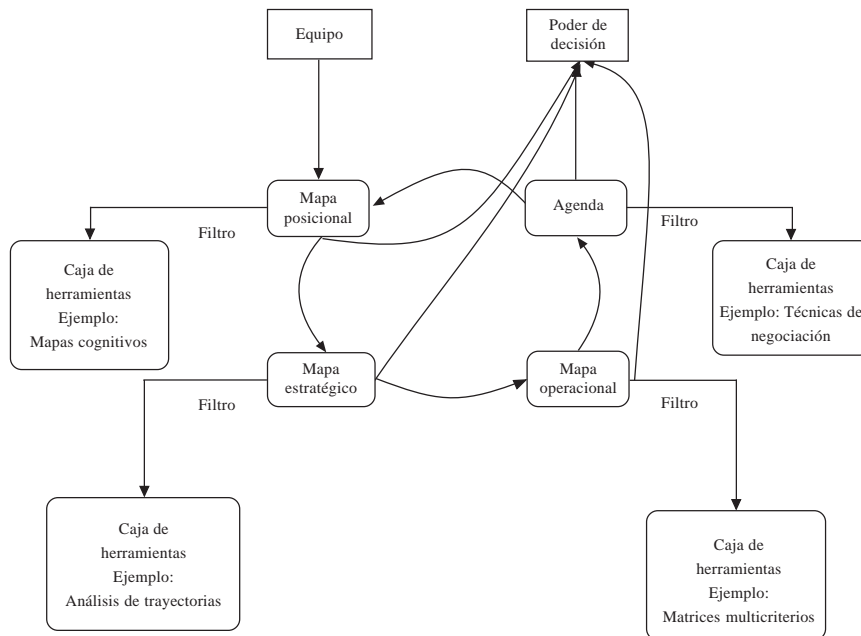 Equipo
Poder de
decisión
Mapa
posicional
Agenda
Filtro
Filtro
Caja de
herramientas
Ejemplo:
Mapas cognitivos
Caja de
herramientas
Ejemplo: Técnicas de
negociación
Mapa
estratégico
Mapa
operacional
Filtro
Filtro
Caja de
herramientas
Ejemplo:
Análisis de trayectorias
Caja de
herramientas
Ejemplo:
Matrices multicriterios